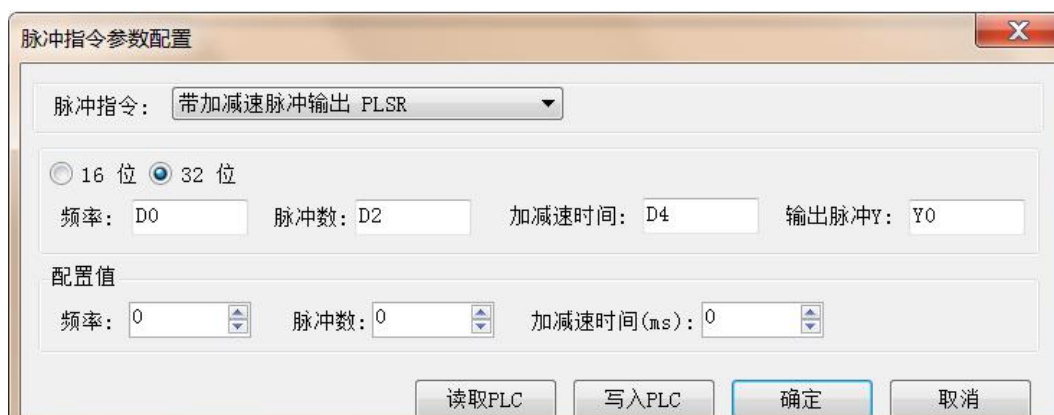 脉冲指令参数配置
脉冲指令： 带加减速脉冲输出 PLSR
16 位 32 位
频率： D0 脉冲数： D2 加减速时间： D4 输出脉冲Y： Y0
配置值
频率： 0 脉冲数： 0 加减速时间(ms)： 0
读取PLC 写入PLC 确定 取消